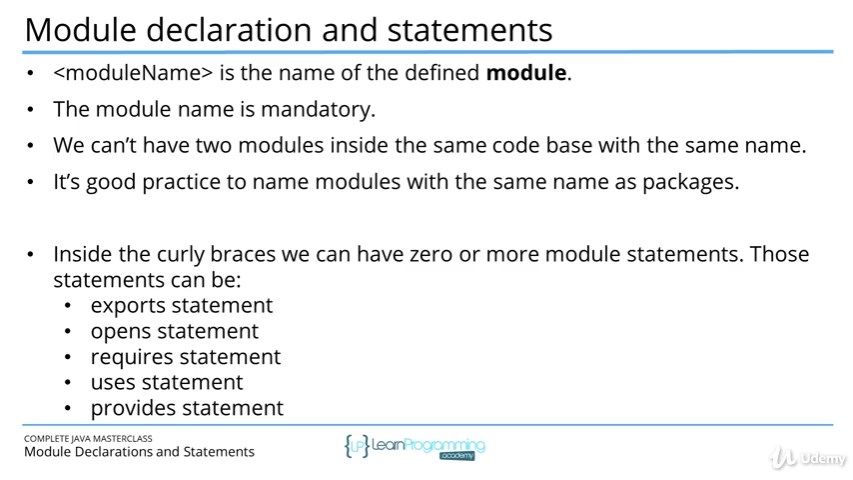 Module declaration and statements
• <moduleName> is the name of the defined module.
• The module name is mandatory.
• We can't have two modules inside the same code base with the same name.
• It's good practice to name modules with the same name as packages.
• Inside the curly braces we can have zero or more module statements. Those
statements can be:
• exports statement
• opens statement
• requires statement
• uses statement
• provides statement
COMPLETE JAVA MASTERCLASS
Module Declarations and Statements
{LP} LearnProgramming
academy
Udemy